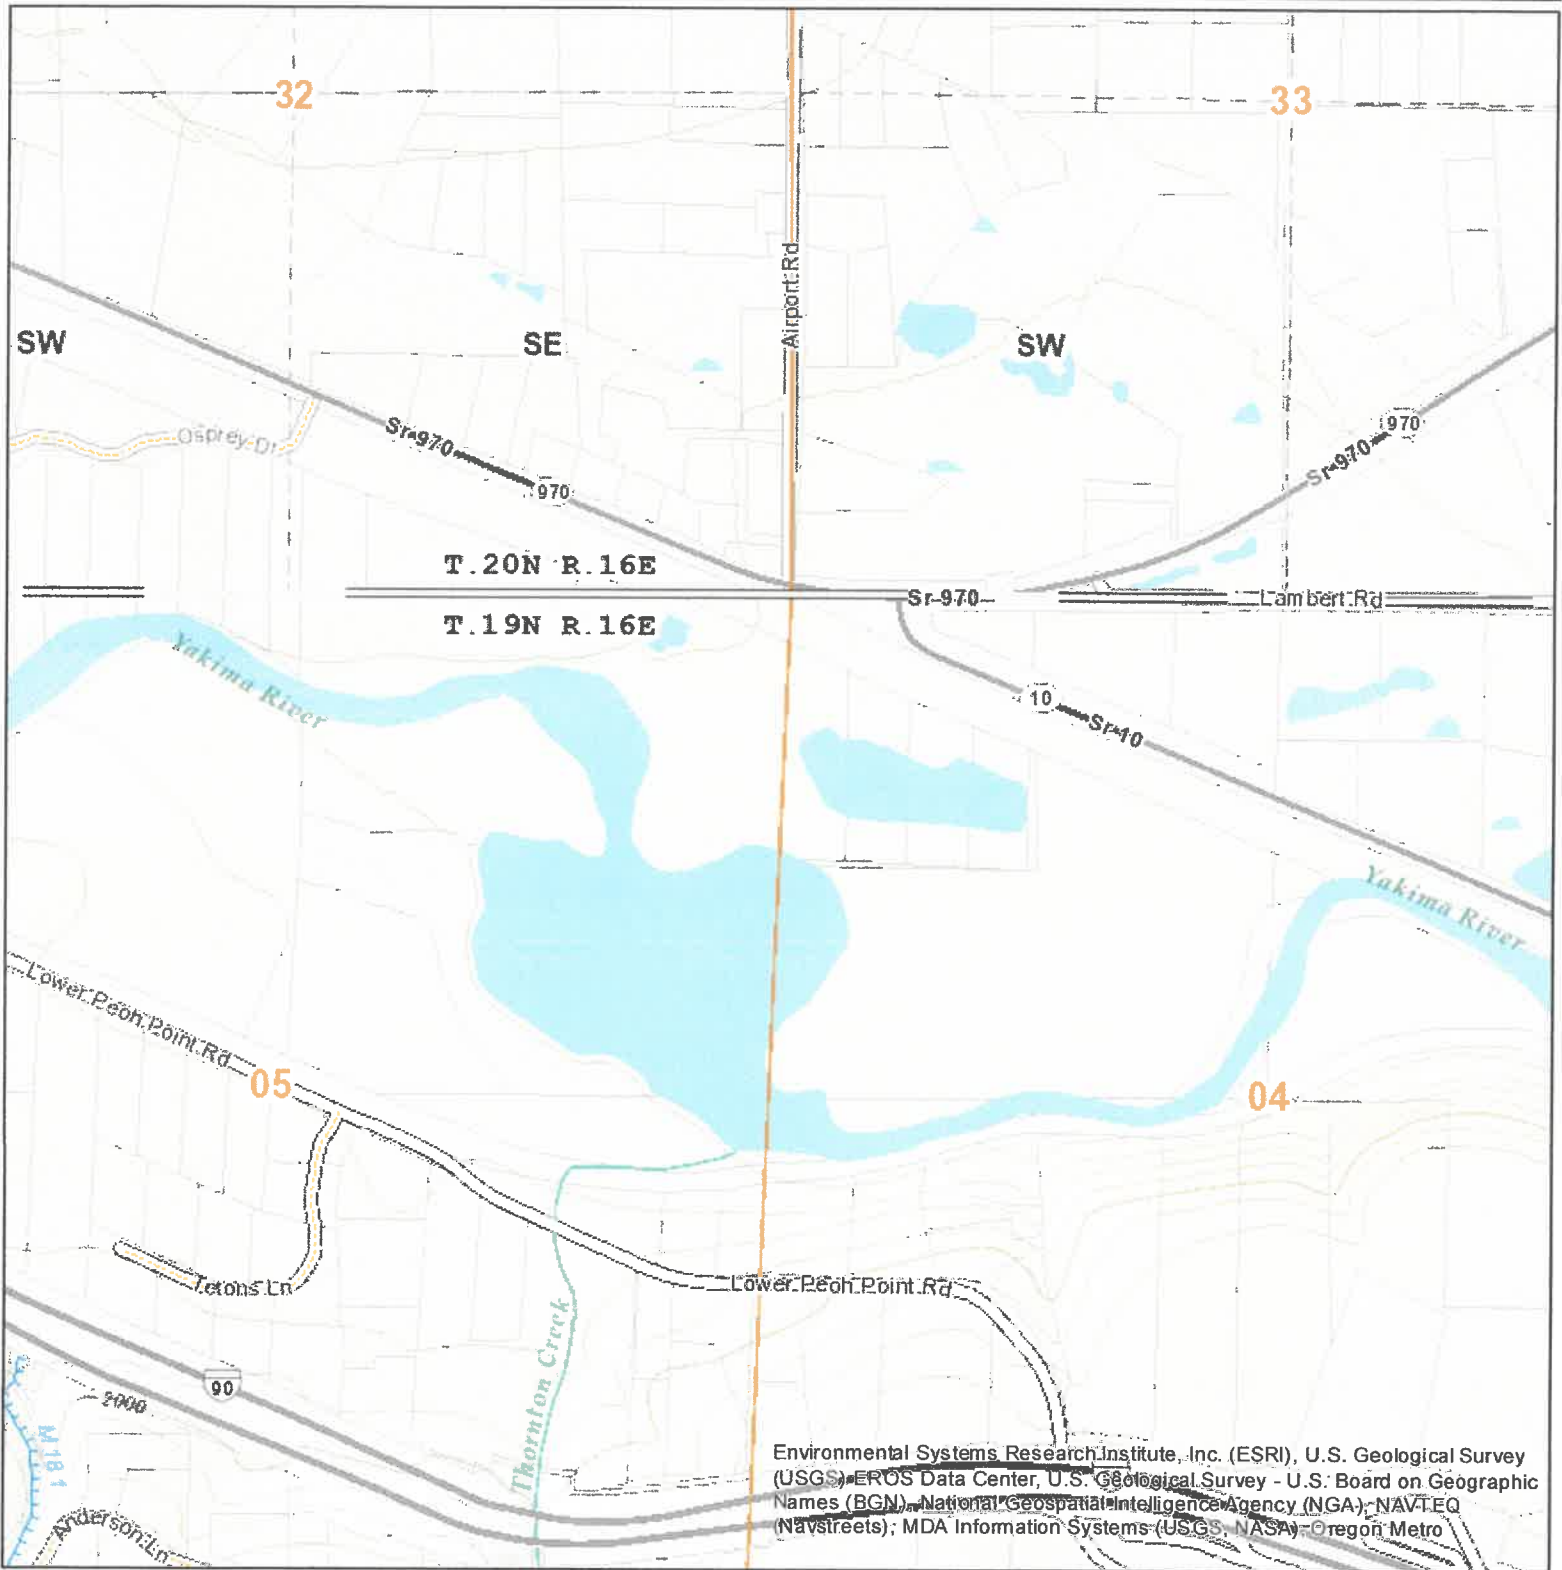 32
33
Airport Rd
SW
SE
SW
Osprey Dr
Sr-970
970
Sr-970
970
T.20N R.16E
Sr-970
Lambert Rd
T.19N R.16E
Yakima River
10
Sr-10
Yakima River
Lower Peoh Point Rd
05
04
Tetons Ln
Lower Peoh Point Rd
Thornton Creek
90
2000
M181
Anderson Ln
Environmental Systems Research Institute, Inc. (ESRI), U.S. Geological Survey
(USGS) EROS Data Center, U.S. Geological Survey - U.S. Board on Geographic
Names (BGN), National Geospatial-Intelligence Agency (NGA); NAVTEQ
(Navstreets); MDA Information Systems (USGS, NASA); Oregon Metro